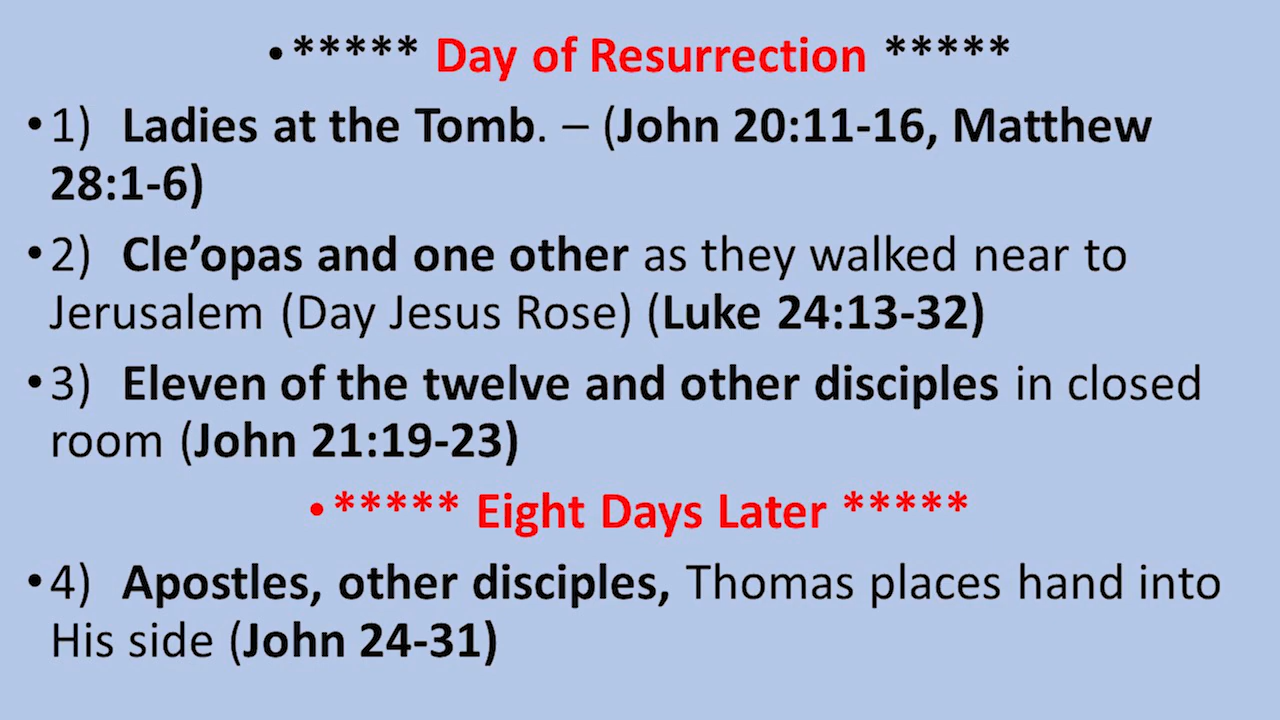 • ***** Day of Resurrection *****
• 1) Ladies at the Tomb. – (John 20:11-16, Matthew
28:1-6)
• 2) Cle’opas and one other as they walked near to
Jerusalem (Day Jesus Rose) (Luke 24:13-32)
• 3) Eleven of the twelve and other disciples in closed
room (John 21:19-23)
• ***** Eight Days Later *****
• 4) Apostles, other disciples, Thomas places hand into
His side (John 24-31)